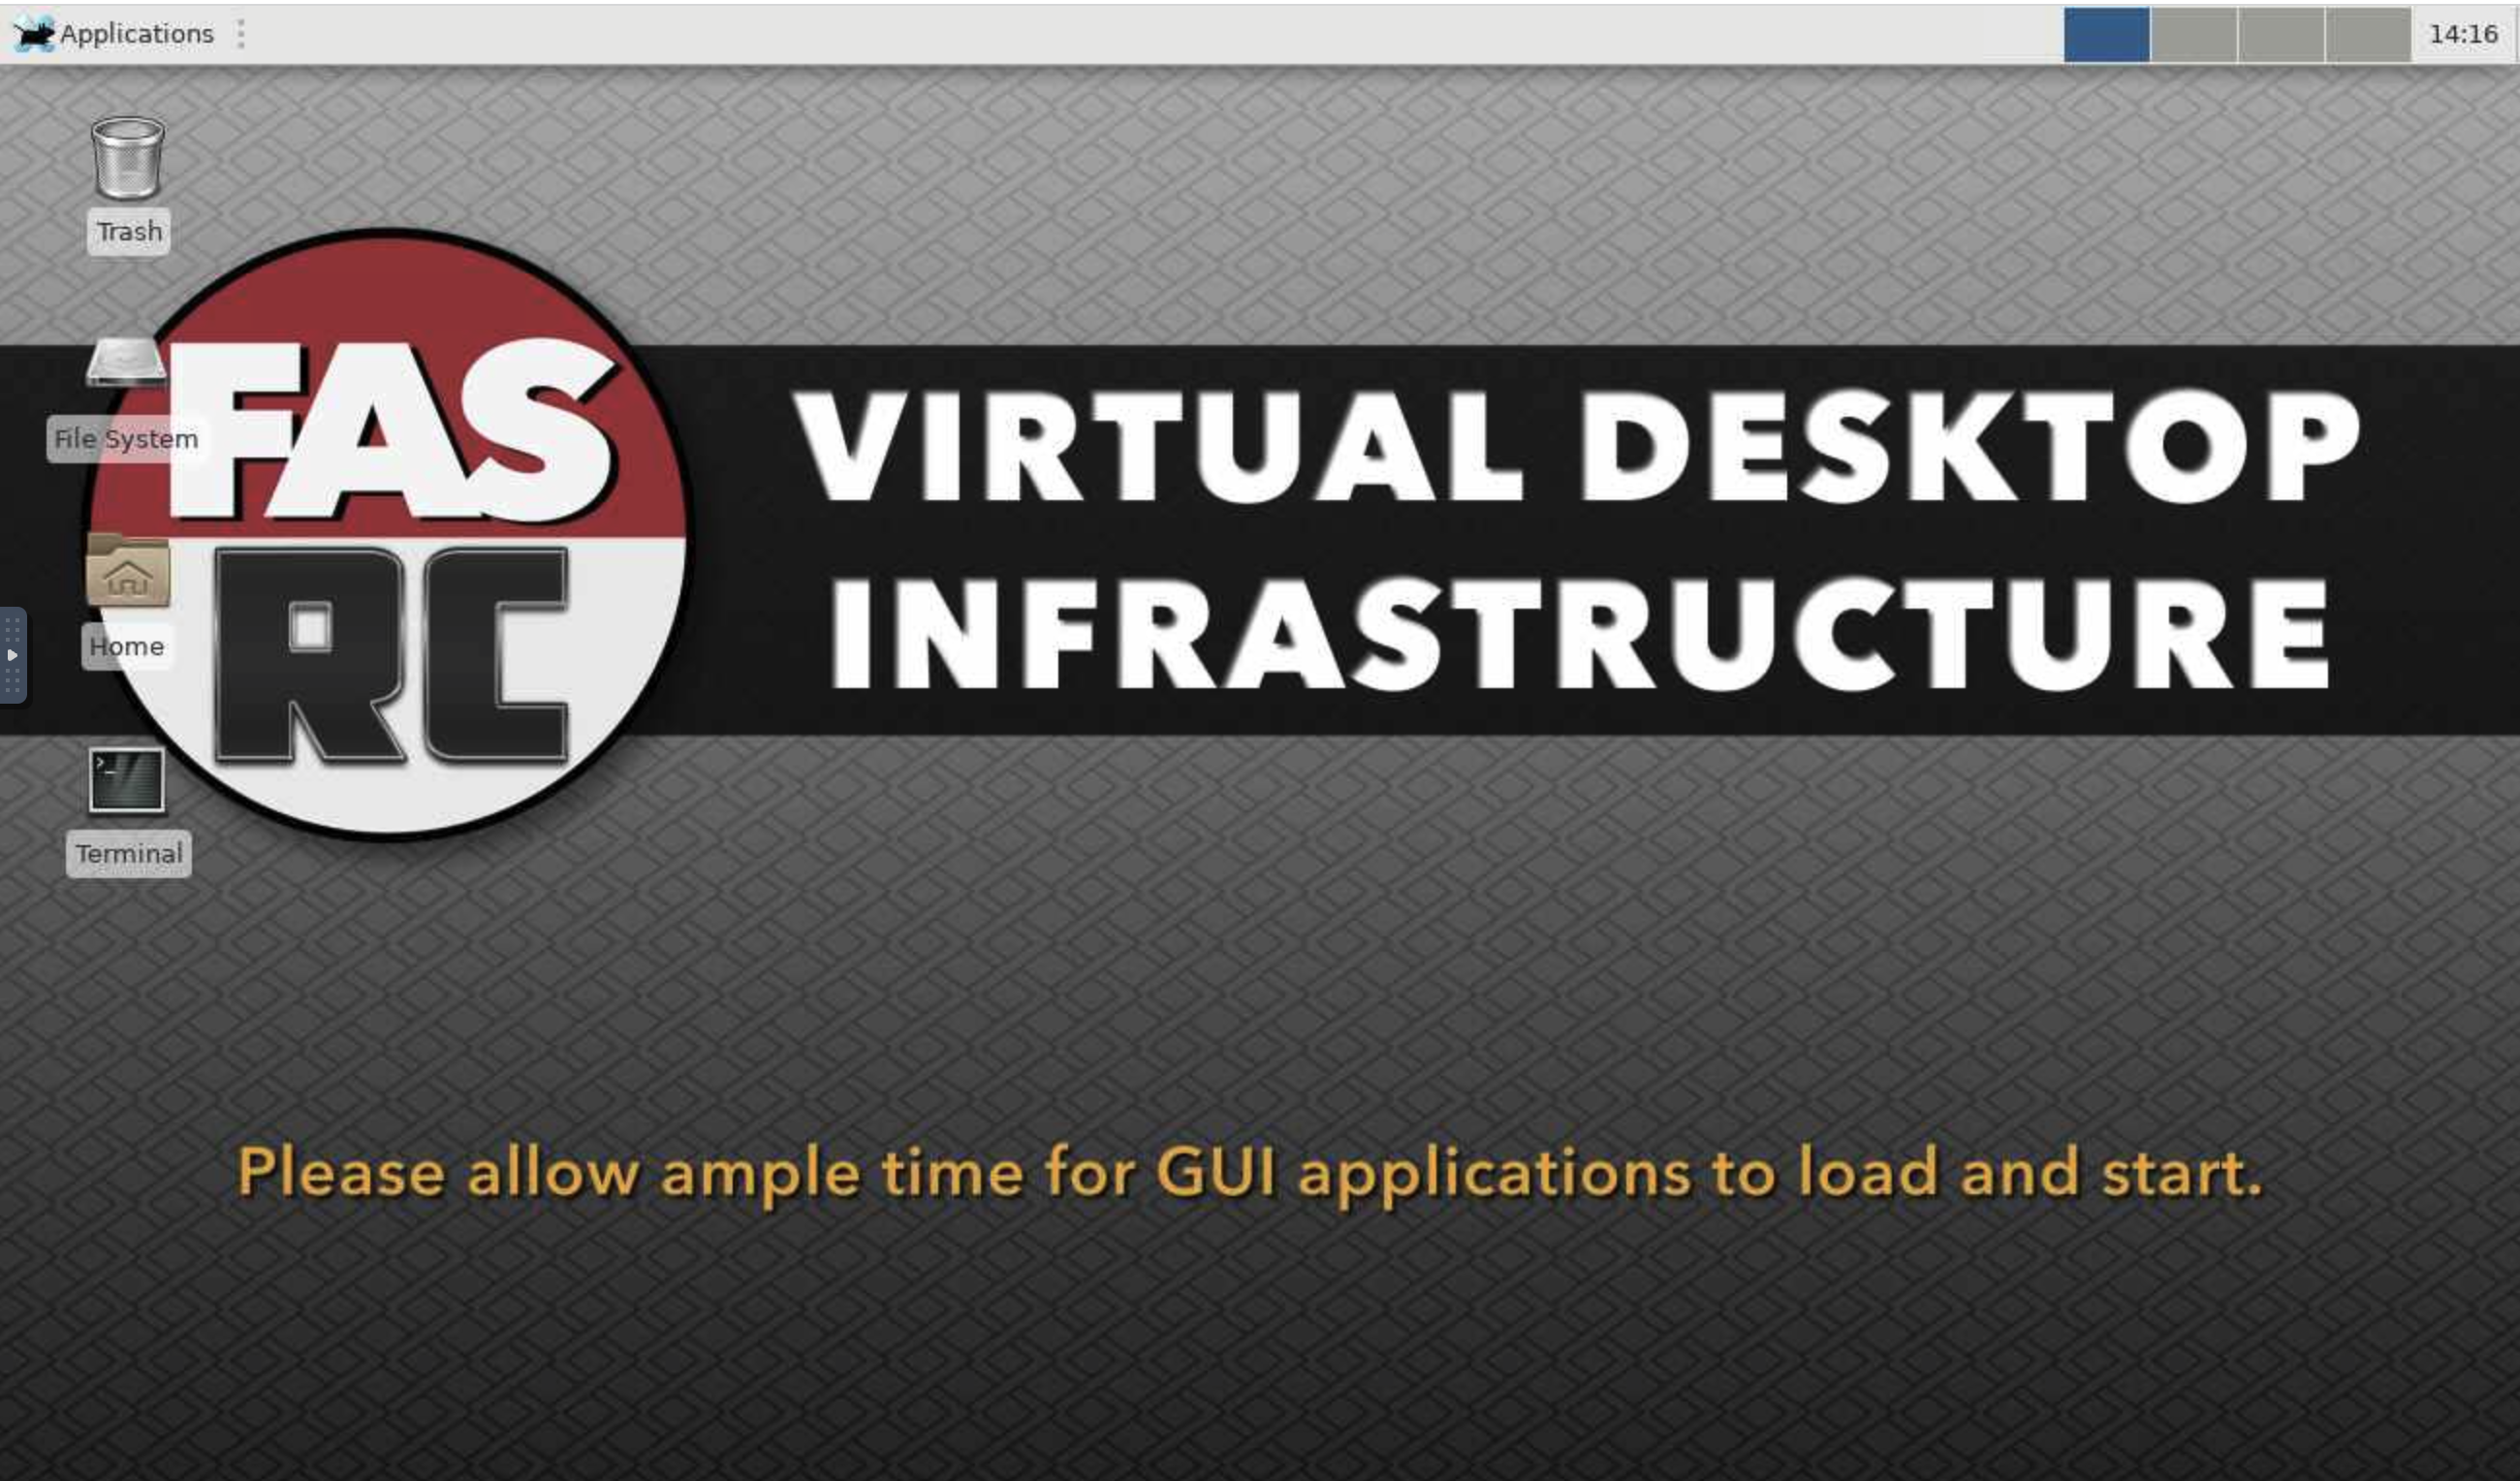 Applications
14:16
Trash
File System
Home
Terminal
FAS
RC
VIRTUAL DESKTOP
INFRASTRUCTURE
Please allow ample time for GUI applications to load and start.